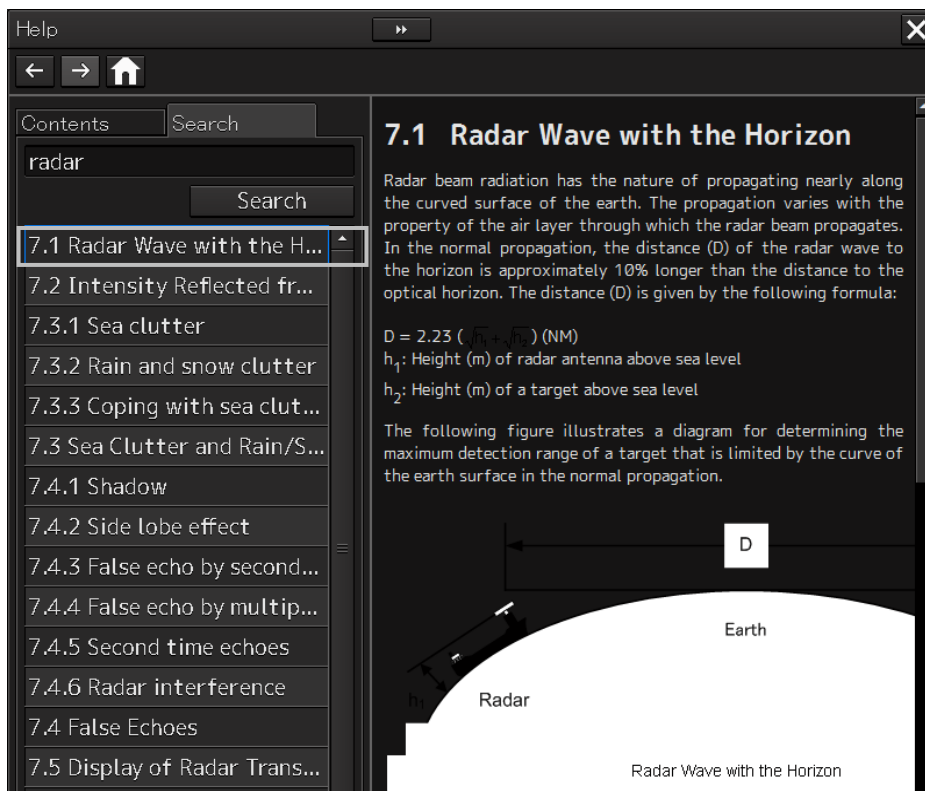 Help
Contents
Search
radar
Search
7.1 Radar Wave with the H...
7.2 Intensity Reflected fr...
7.3.1 Sea clutter
7.3.2 Rain and snow clutter
7.3.3 Coping with sea clut...
7.3 Sea Clutter and Rain/S...
7.4.1 Shadow
7.4.2 Side lobe effect
7.4.3 False echo by second...
7.4.4 False echo by multip...
7.4.5 Second time echoes
7.4.6 Radar interference
7.4 False Echoes
7.5 Display of Radar Trans...
7.1 Radar Wave with the Horizon
Radar beam radiation has the nature of propagating nearly along
the curved surface of the earth. The propagation varies with the
property of the air layer through which the radar beam propagates.
In the normal propagation, the distance (D) of the radar wave to
the horizon is approximately 10% longer than the distance to the
optical horizon. The distance (D) is given by the following formula:
D = 2.23 (√h₁ + √h₂) (NM)
h₁: Height (m) of radar antenna above sea level
h₂: Height (m) of a target above sea level
The following figure illustrates a diagram for determining the
maximum detection range of a target that is limited by the curve of
the earth surface in the normal propagation.
D
Earth
h₁
Radar
Radar Wave with the Horizon